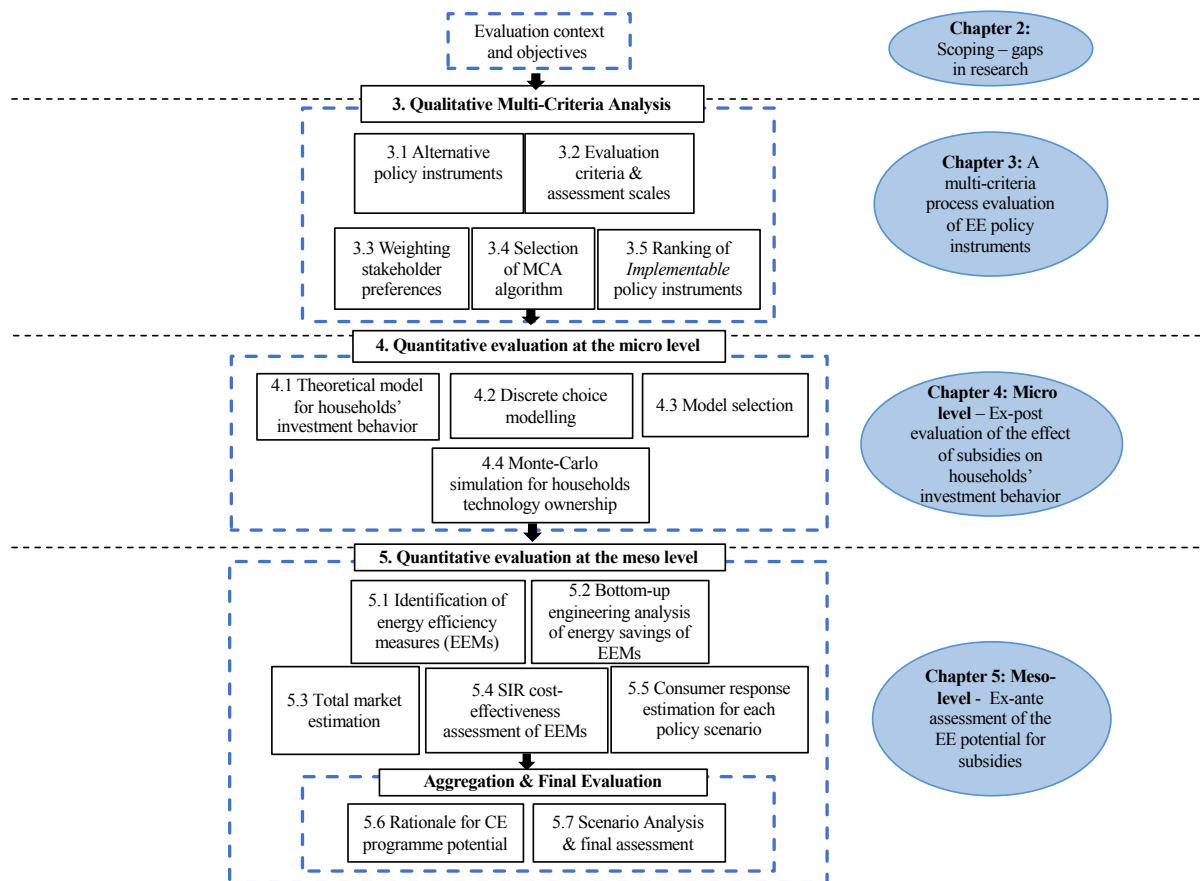 Evaluation context
and objectives
Chapter 2:
Scoping – gaps
in research
3. Qualitative Multi-Criteria Analysis
3.1 Alternative
policy instruments
3.2 Evaluation
criteria &
assessment scales
3.3 Weighting
stakeholder
preferences
3.4 Selection
of MCA
algorithm
3.5 Ranking of
Implementable
policy instruments
Chapter 3: A
multi-criteria
process evaluation
of EE policy
instruments
4. Quantitative evaluation at the micro level
4.1 Theoretical model
for households'
investment behavior
4.2 Discrete choice
modelling
4.3 Model selection
4.4 Monte-Carlo
simulation for households
technology ownership
Chapter 4: Micro
level – Ex-post
evaluation of the effect
of subsidies on
households'
investment behavior
5. Quantitative evaluation at the meso level
5.1 Identification of
energy efficiency
measures (EEMs)
5.2 Bottom-up
engineering analysis
of energy savings of
EEMs
5.3 Total market
estimation
5.4 SIR cost-
effectiveness
assessment of EEMs
5.5 Consumer response
estimation for each
policy scenario
Chapter 5: Meso-
level - Ex-ante
assessment of the
EE potential for
subsidies
Aggregation & Final Evaluation
5.6 Rationale for CE
programme potential
5.7 Scenario Analysis
& final assessment